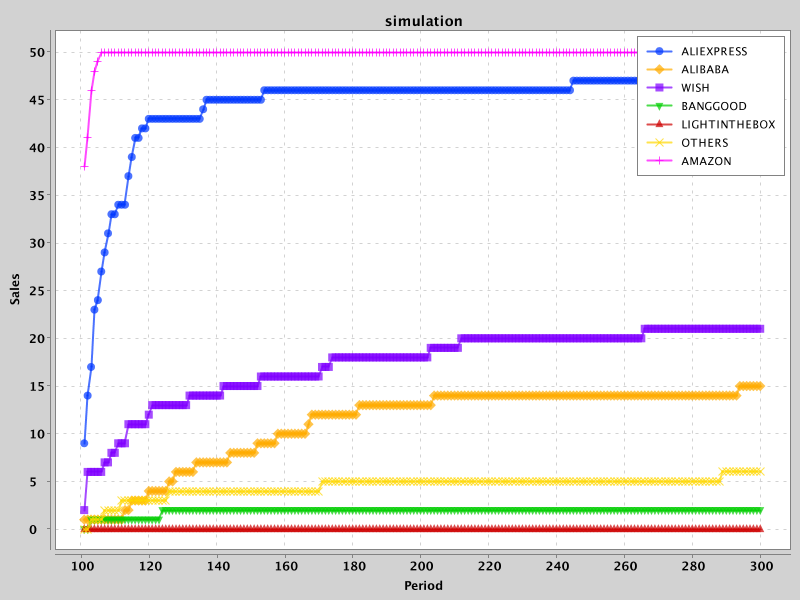 simulation
Sales
50
45
40
35
30
25
20
15
10
5
0
ALIEXPRESS
ALIBABA
WISH
BANGGOOD
LIGHTINTHEBOX
OTHERS
AMAZON
100 120 140 160 180 200 220 240 260 280 300
Period